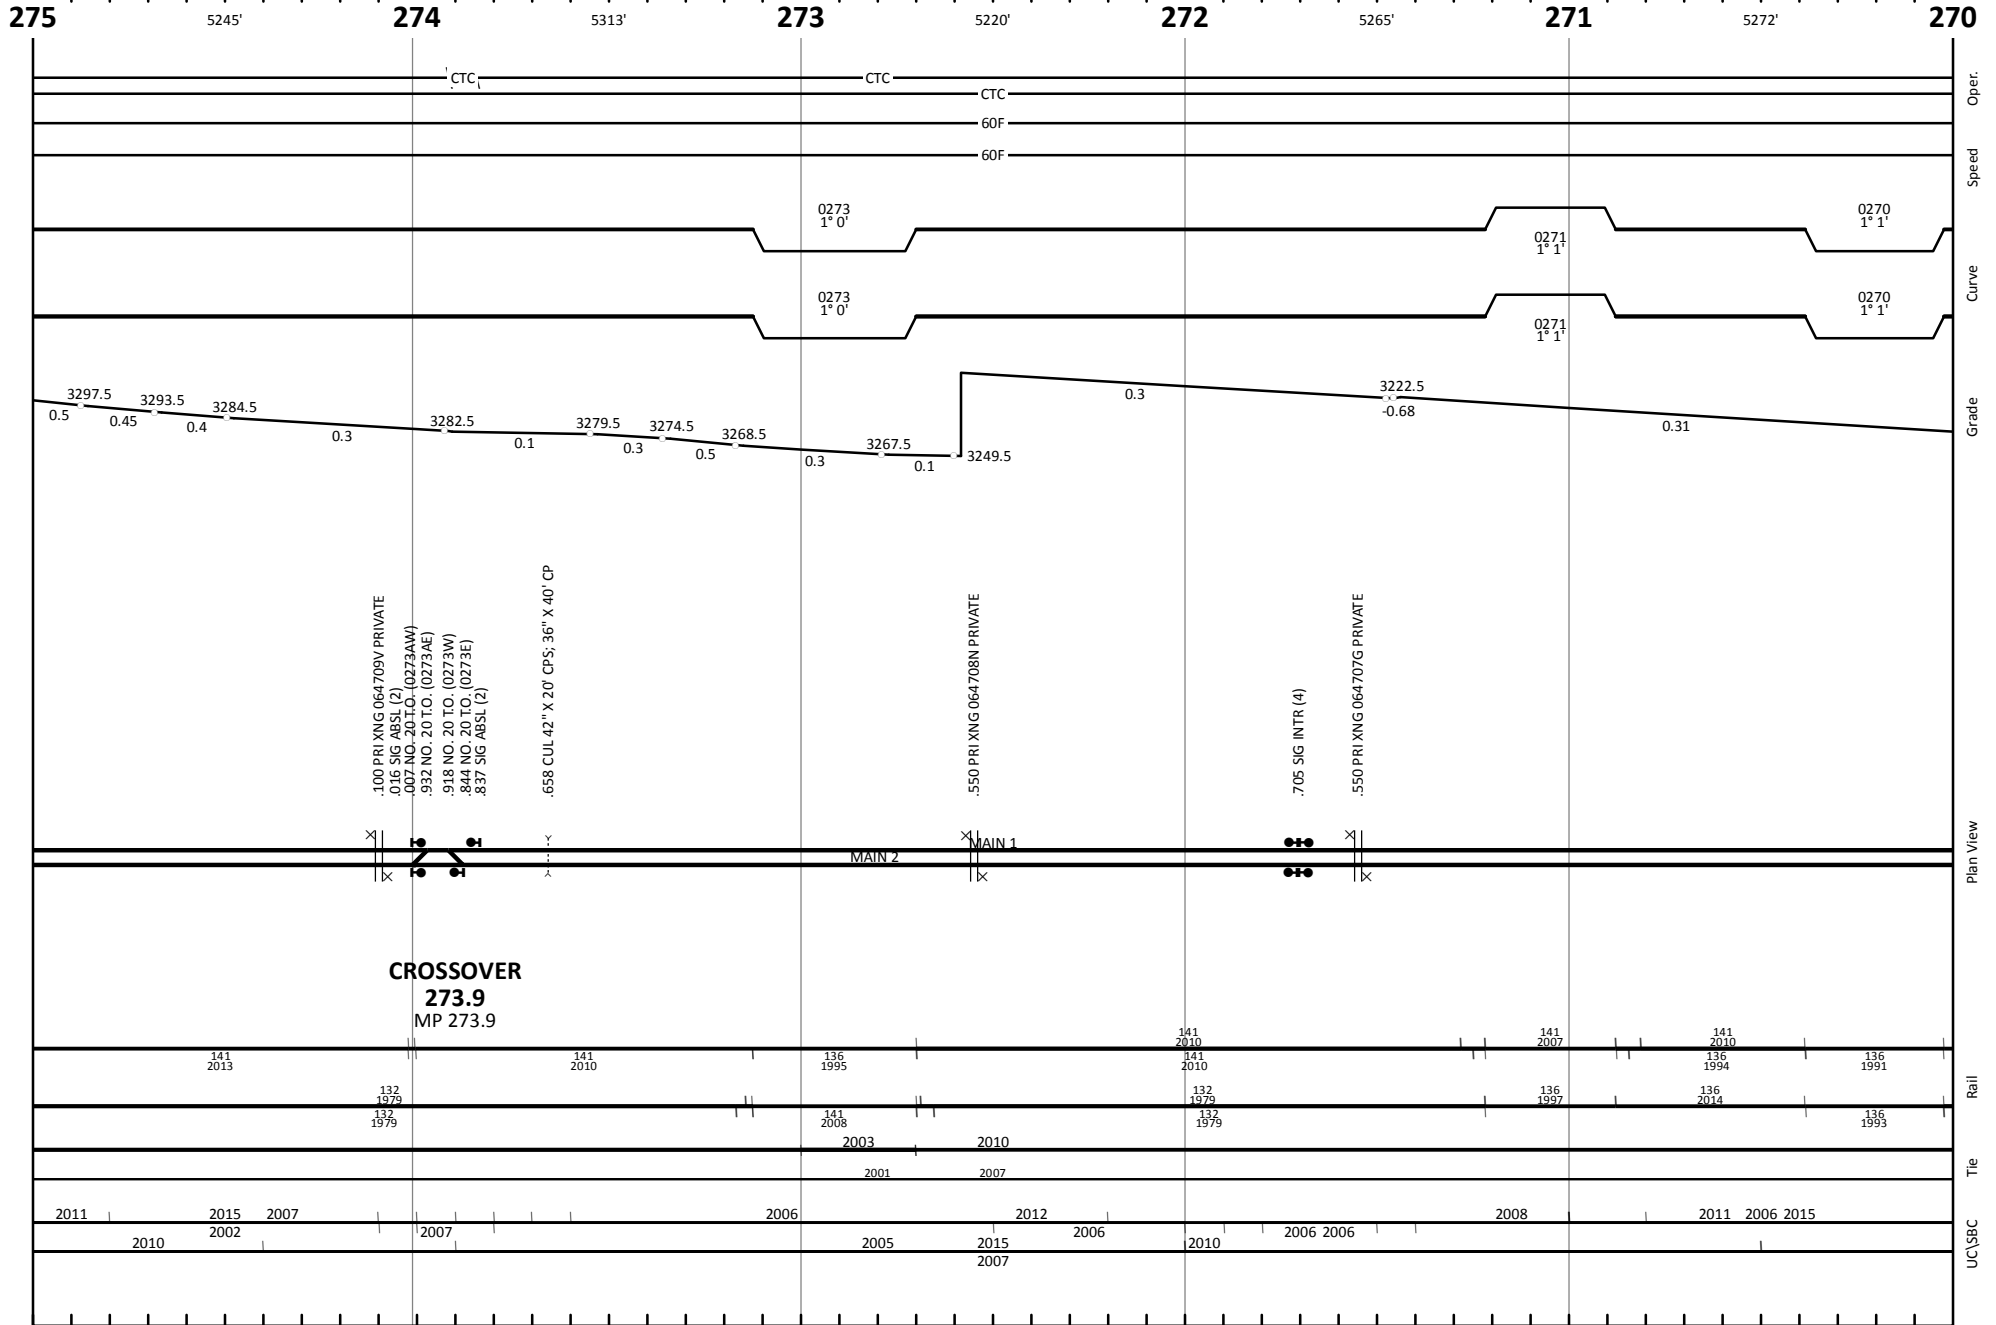 275 5245' 274 5313' 273 5220' 272 5265' 271 5272' 270
CTC CTC
CTC
Oper.
60F
60F
Speed
0273
1° 0'
0271
1° 1'
0270
1° 1'
Curve
0273
1° 0'
0271
1° 1'
0270
1° 1'
3297.5 3293.5 3284.5 3282.5 3279.5 3274.5 3268.5 3267.5 3249.5 3222.5
0.5 0.45 0.4 0.3 0.1 0.3 0.5 0.3 0.1 0.3 -0.68 0.31
Grade
.100 PRI XNG 064709V PRIVATE
.016 SIG ABSL (2)
.007 NO. 20 T.O. (0273AW)
.932 NO. 20 T.O. (0273AE)
.918 NO. 20 T.O. (0273W)
.844 NO. 20 T.O. (0273E)
.837 SIG ABSL (2)
.658 CUL 42" X 20' CPS; 36" X 40' CP
.550 PRI XNG 064708N PRIVATE
.705 SIG INTR (4)
.550 PRI XNG 064707G PRIVATE
MAIN 1
MAIN 2
Plan View
CROSSOVER
273.9
MP 273.9
141 141 141
2010 2007 2010
141 141 136 141 136 136
2013 2010 1995 2010 1994 1991
132 132 136 136
1979 1979 1997 2014
132 141 132 136
1979 2008 1979 1993
Rail
2003 2010
2001 2007
Tie
2011 2015 2007 2006 2012 2008 2011 2006 2015
2002 2007 2006 2006 2006
2010 2005 2015 2010
2007
UC\SBC